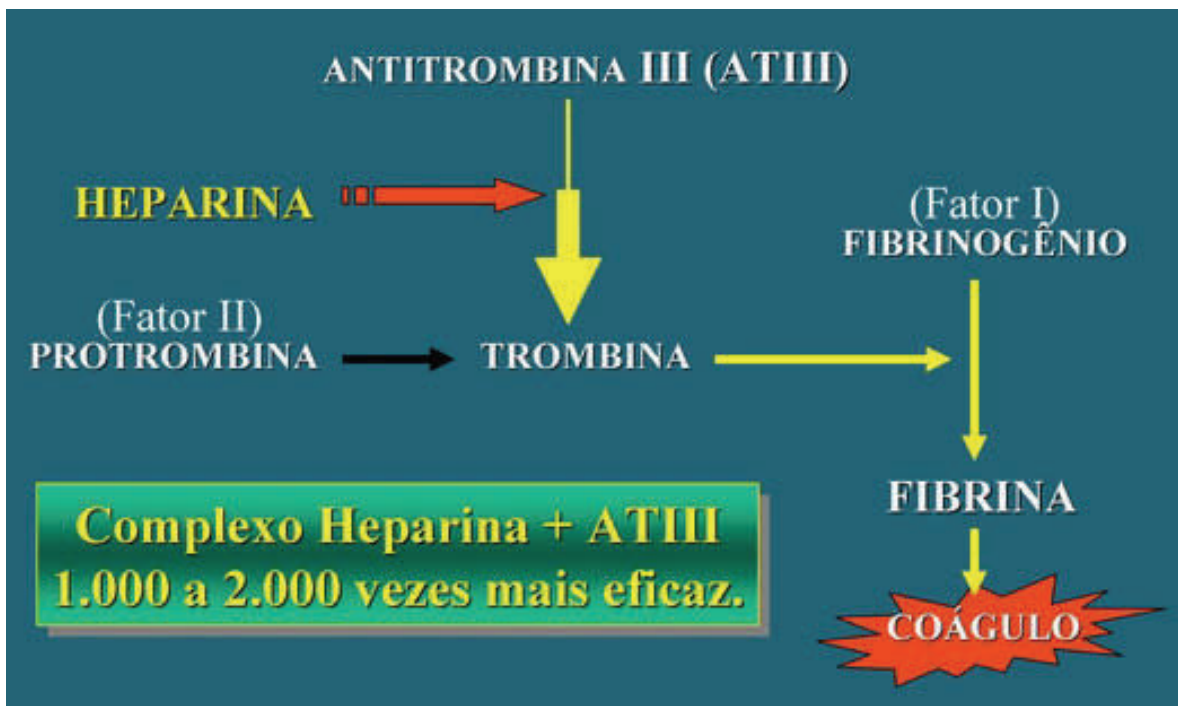 ANTITROMBINA III (ATIII)
HEPARINA
(Fator I)
FIBRINOGÊNIO
(Fator II)
PROTROMBINA
TROMBINA
FIBRINA
COÁGULO
Complexo Heparina + ATIII
1.000 a 2.000 vezes mais eficaz.